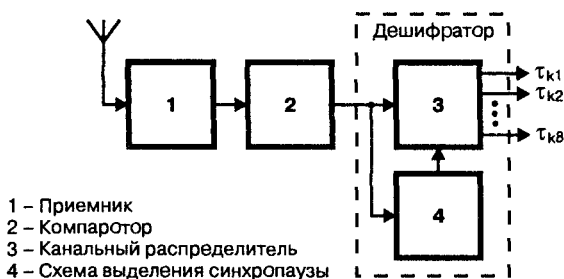 Дешифратор
1
2
3
4
τk1
τk2
τk8
1 – Приемник
2 – Компаротор
3 – Канальный распределитель
4 – Схема выделения синхропаузы